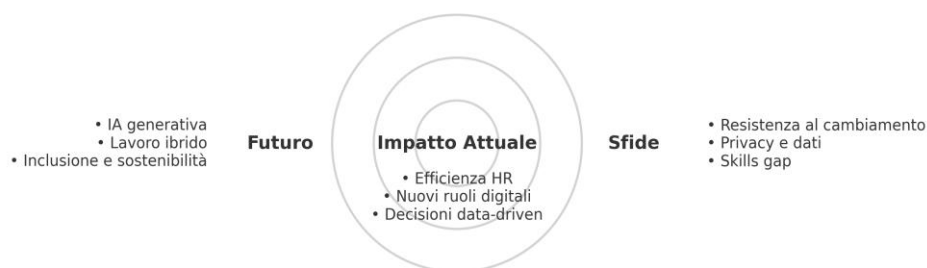 Futuro
• IA generativa
• Lavoro ibrido
• Inclusione e sostenibilità
Impatto Attuale
• Efficienza HR
• Nuovi ruoli digitali
• Decisioni data-driven
Sfide
• Resistenza al cambiamento
• Privacy e dati
• Skills gap